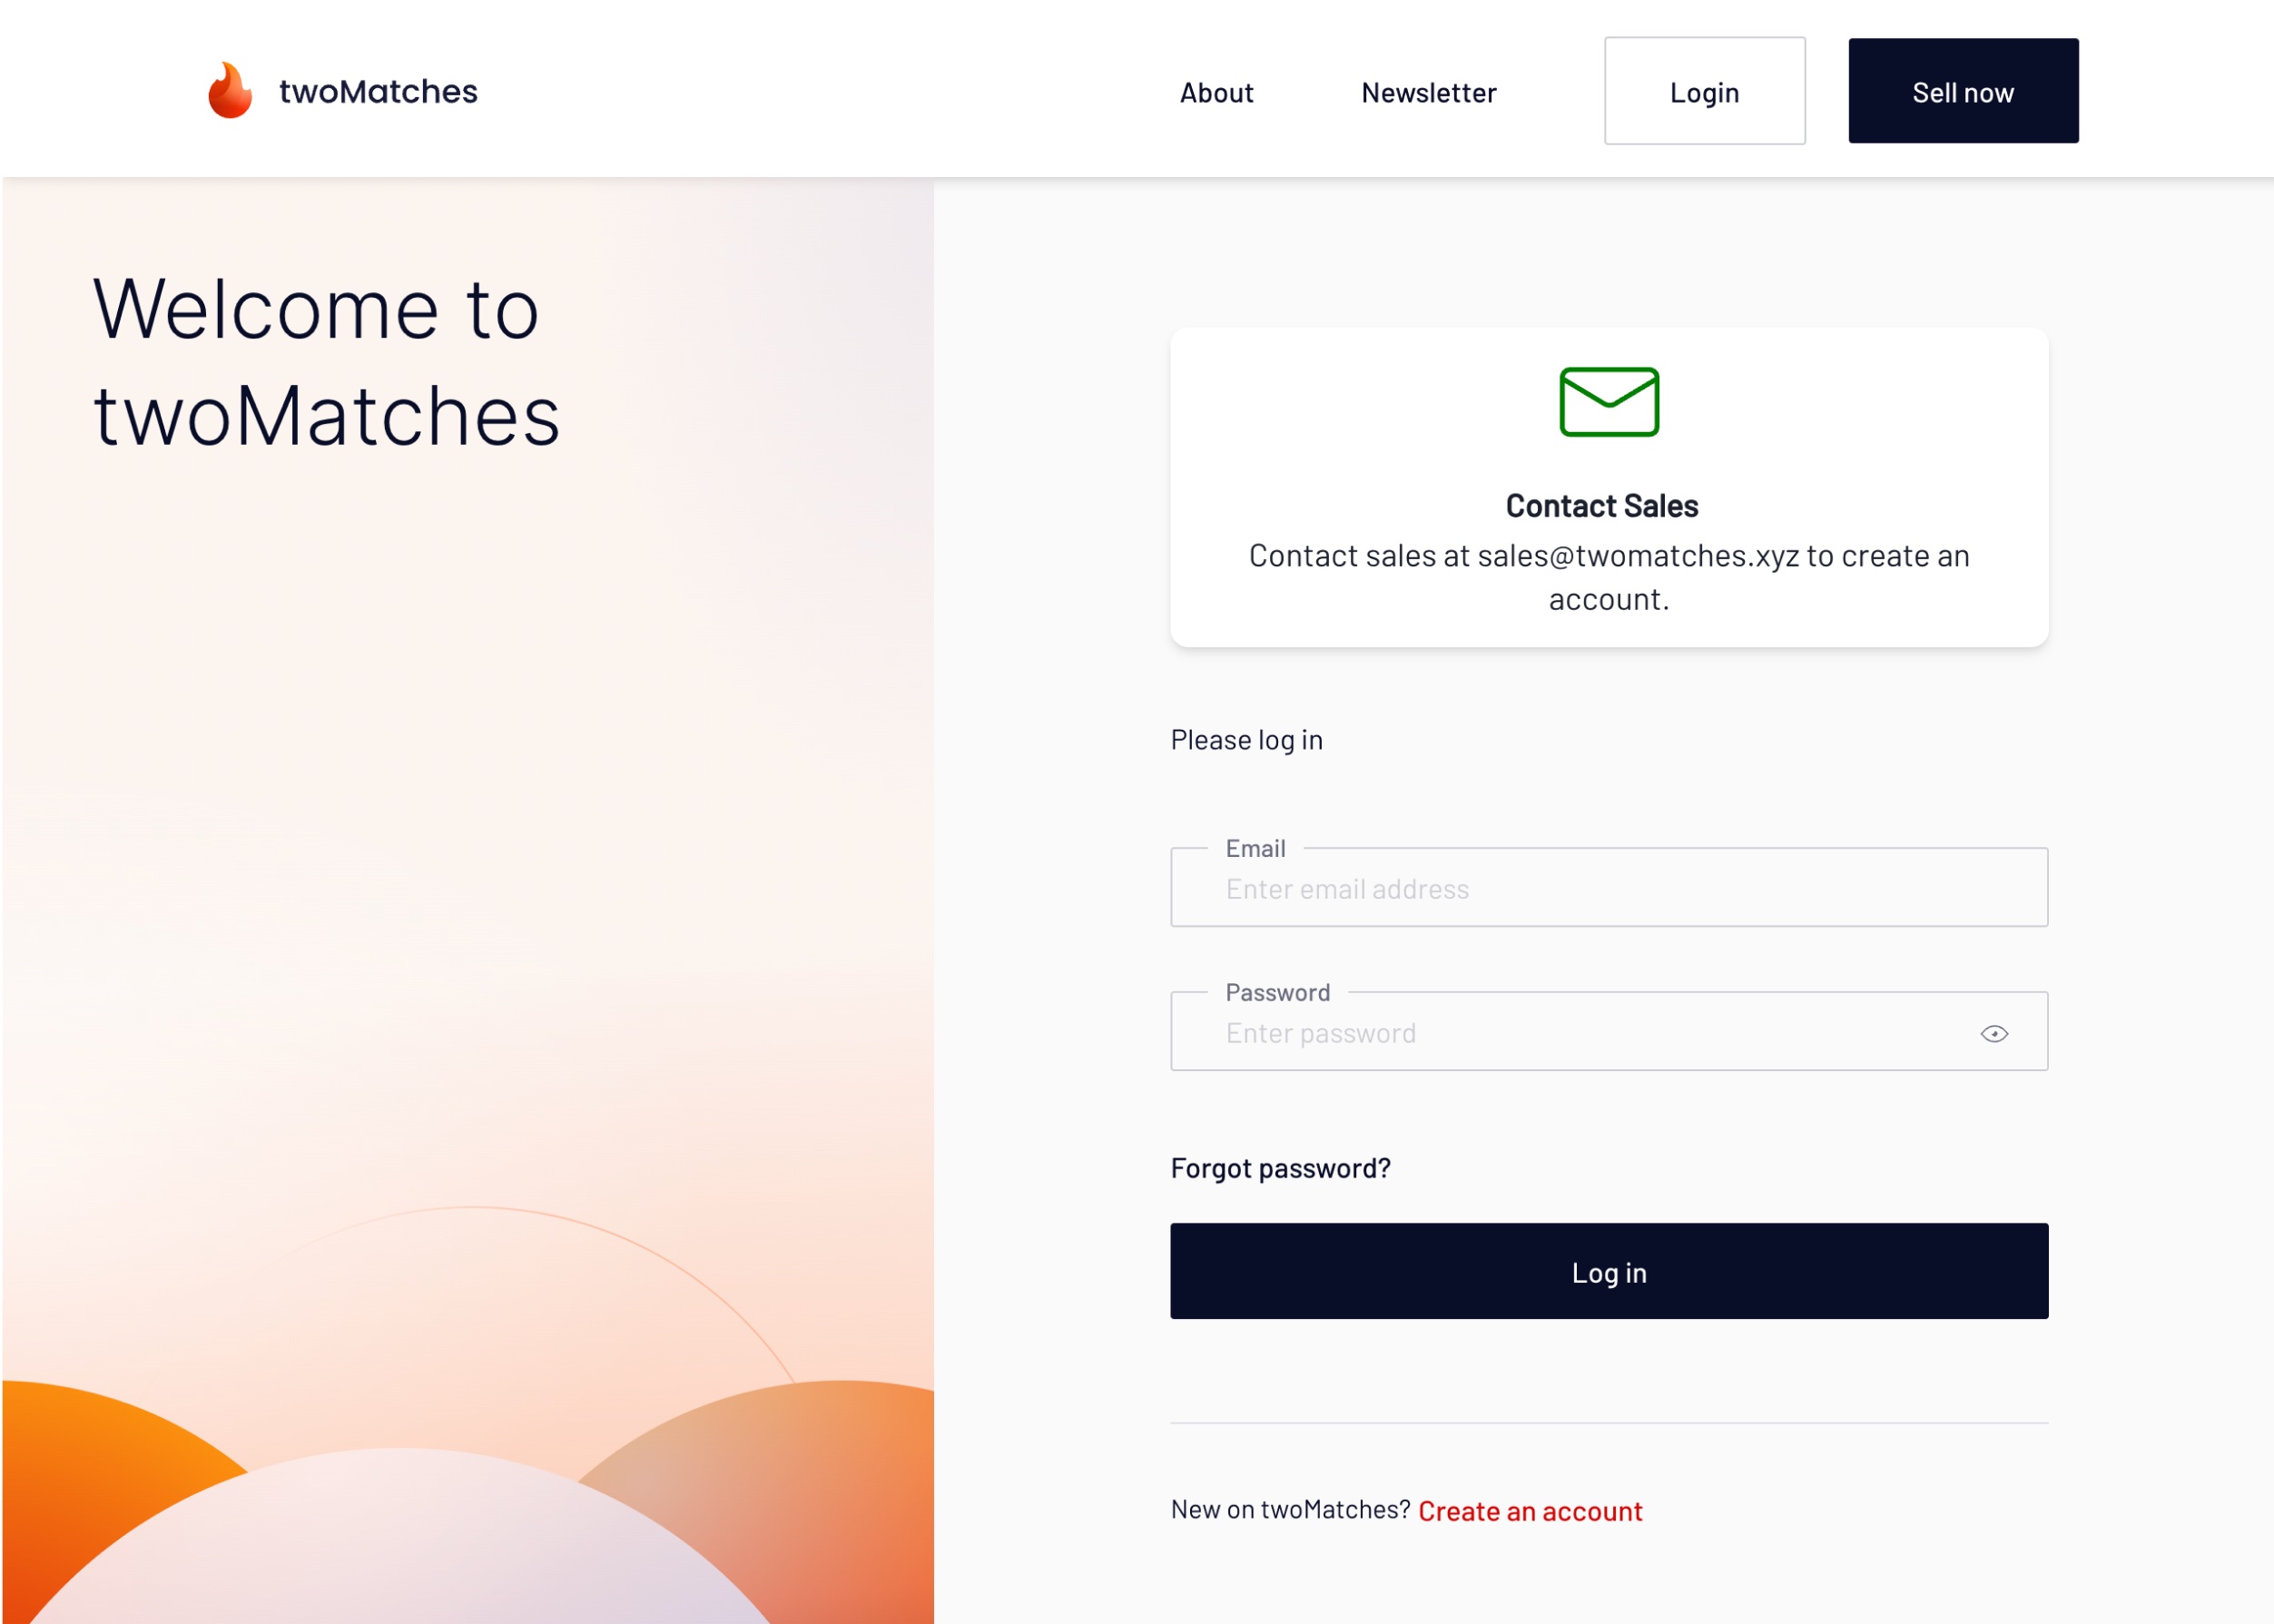 twoMatches
About
Newsletter
Login
Sell now
Welcome to
twoMatches
Contact Sales
Contact sales at sales@twomatches.xyz to create an
account.
Please log in
Email
Enter email address
Password
Enter password
Forgot password?
Log in
New on twoMatches? Create an account